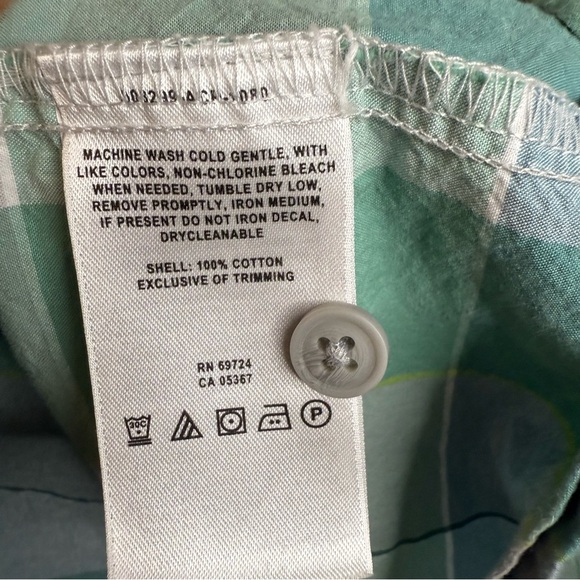 MACHINE WASH COLD GENTLE, WITH
LIKE COLORS, NON-CHLORINE BLEACH
WHEN NEEDED, TUMBLE DRY LOW,
REMOVE PROMPTLY, IRON MEDIUM,
IF PRESENT DO NOT IRON DECAL,
DRYCLEANABLE
SHELL: 100% COTTON
EXCLUSIVE OF TRIMMING
RN 69724
CA 05367
30C
P